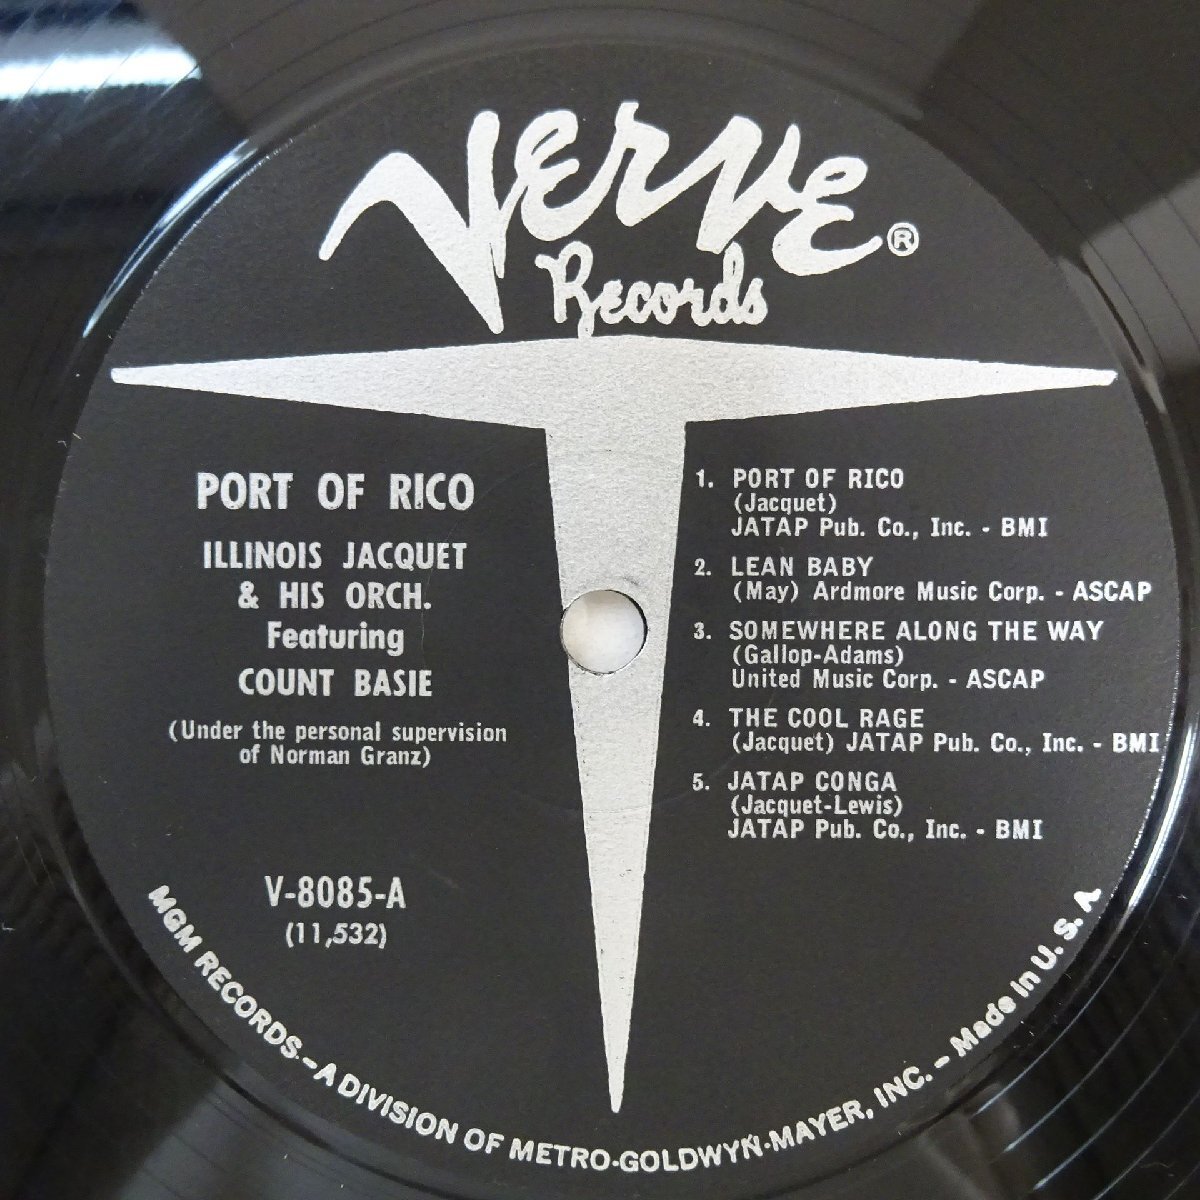 Verve ®
Records
PORT OF RICO
ILLINOIS JACQUET
& HIS ORCH.
Featuring
COUNT BASIE
(Under the personal supervision
of Norman Granz)
V-8085-A
(11,532)
1. PORT OF RICO
(Jacquet)
JATAP Pub. Co., Inc. - BMI
2. LEAN BABY
(May) Ardmore Music Corp. - ASCAP
3. SOMEWHERE ALONG THE WAY
(Gallop-Adams)
United Music Corp. - ASCAP
4. THE COOL RAGE
(Jacquet) JATAP Pub. Co., Inc. - BMI
5. JATAP CONGA
(Jacquet-Lewis)
JATAP Pub. Co., Inc. - BMI
MGM RECORDS—A DIVISION OF METRO-GOLDWYN-MAYER, INC. — Made in U. S. A.